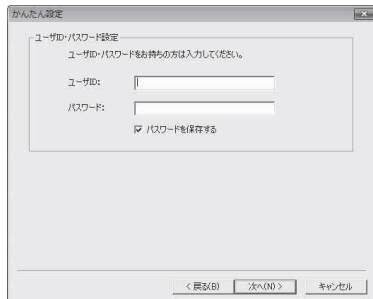 かんたん設定
ユーザID・パスワード設定
ユーザID・パスワードをお持ちの方は入力してください。
ユーザID:
パスワード:
パスワードを保存する
< 戻る(B)
次へ(N) >
キャンセル